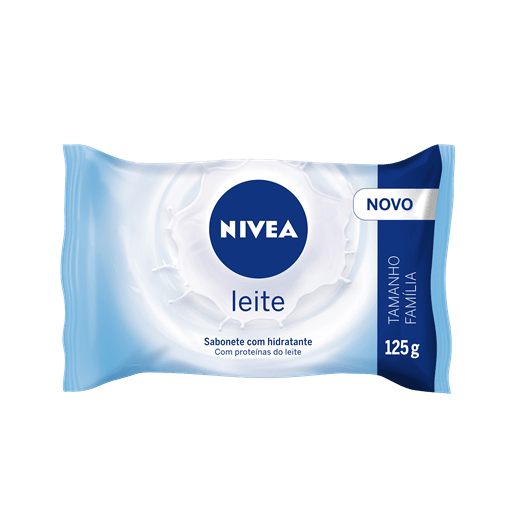 NIVEA
leite
Sabonete com hidratante
Com proteínas do leite
NOVO
TAMANHO
FAMÍLIA
125g